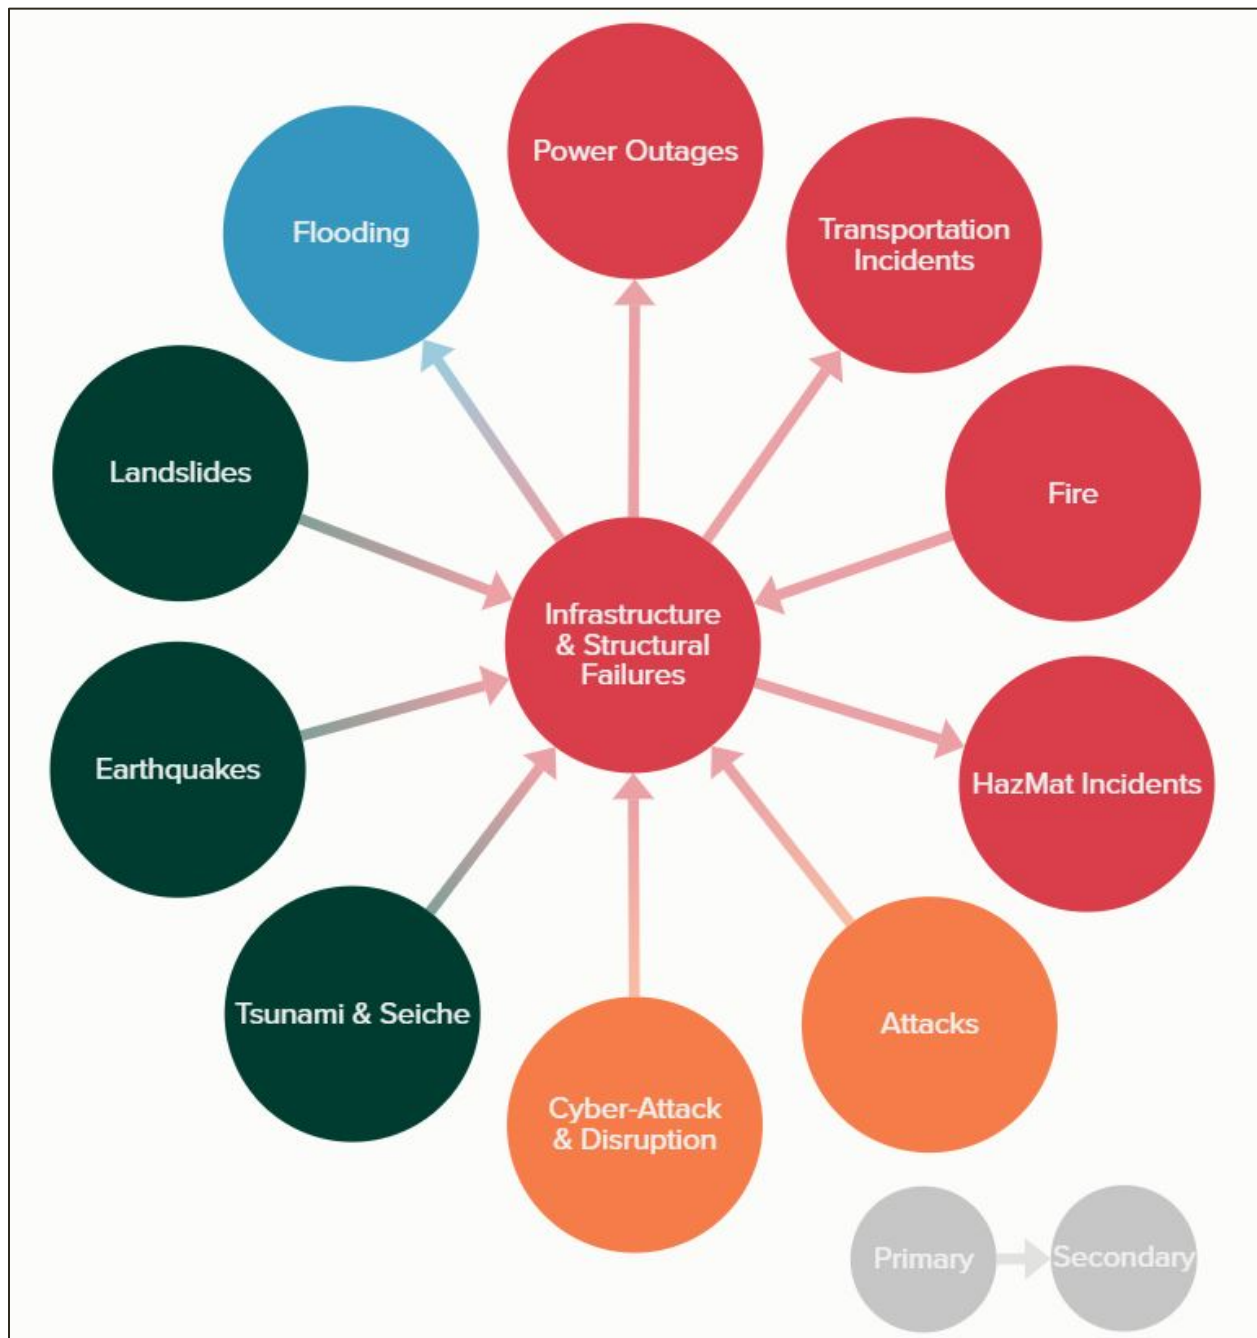 Power Outages
Transportation
Incidents
Flooding
Landslides
Fire
Infrastructure
& Structural
Failures
Earthquakes
HazMat Incidents
Tsunami & Seiche
Attacks
Cyber-Attack
& Disruption
Primary
Secondary